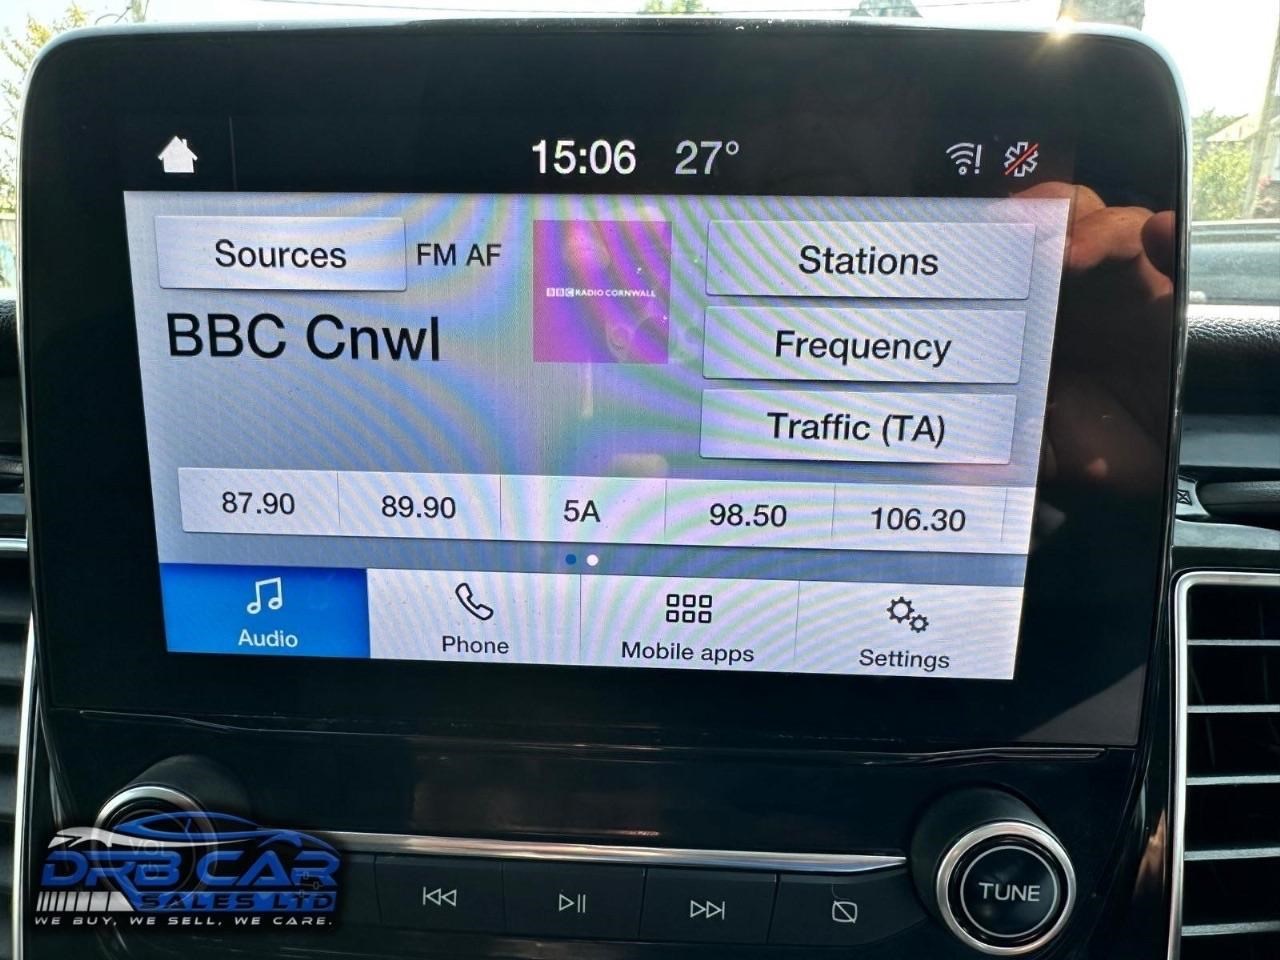 15:06 27°
Sources FM AF
BBC RADIO CORNWALL
Stations
BBC Cnwl
Frequency
Traffic (TA)
87.90 89.90 5A 98.50 106.30
Audio Phone Mobile apps Settings
VOL
TUNE
DRB CAR
SALES LTD
WE BUY, WE SELL, WE CARE.